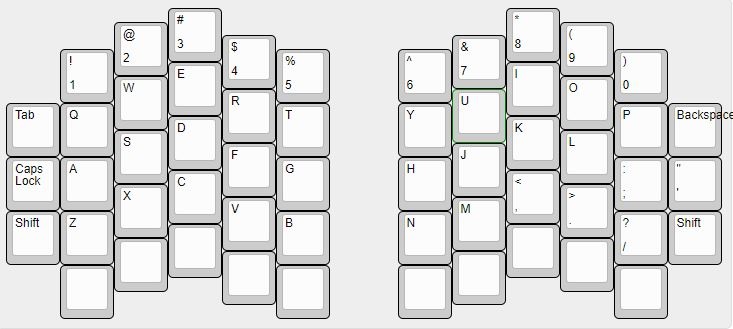 ! @ # $ %
1 2 3 4 5
^ & * ( )
6 7 8 9 0
Tab Q W E R T
Y U I O P Backspace
Caps
Lock A S D F G
H J K L : "
; '
Shift Z X C V B
N M < > ? Shift
, . /